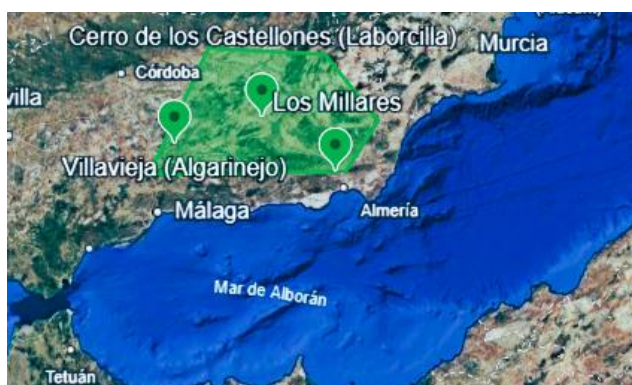 Cerro de los Castellones (Laborcilla)
Murcia
Córdoba
villa
Los Millares
Villavieja (Algarinejo)
Málaga
Almería
Mar de Alborán
Tetuán